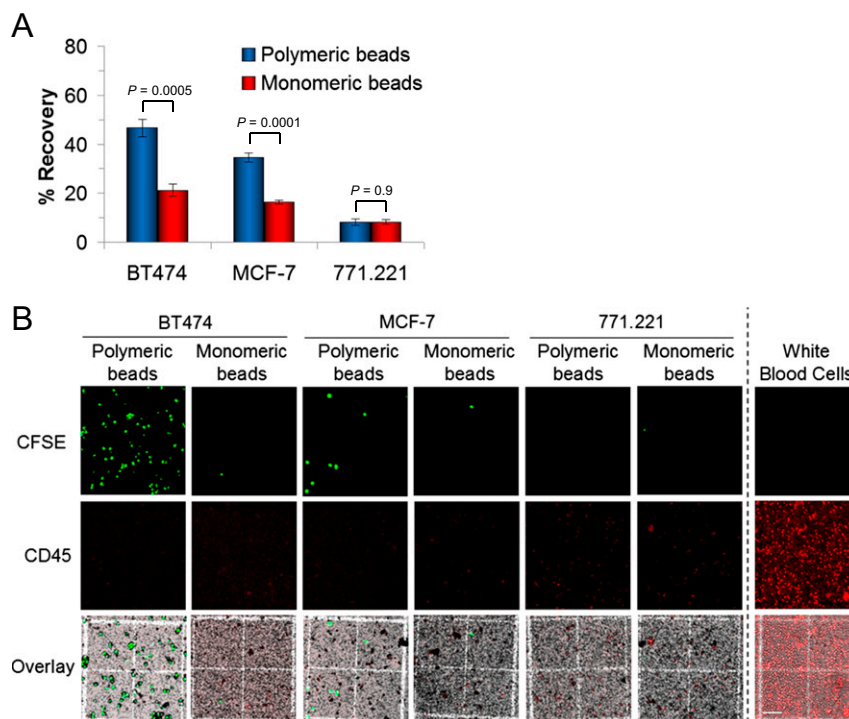 A
80
60
40
20
0
% Recovery
Polymeric beads
Monomeric beads
P = 0.0005
P = 0.0001
P = 0.9
BT474
MCF-7
771.221
B
BT474
MCF-7
771.221
Polymeric beads
Monomeric beads
Polymeric beads
Monomeric beads
Polymeric beads
Monomeric beads
White Blood Cells
CFSE
CD45
Overlay